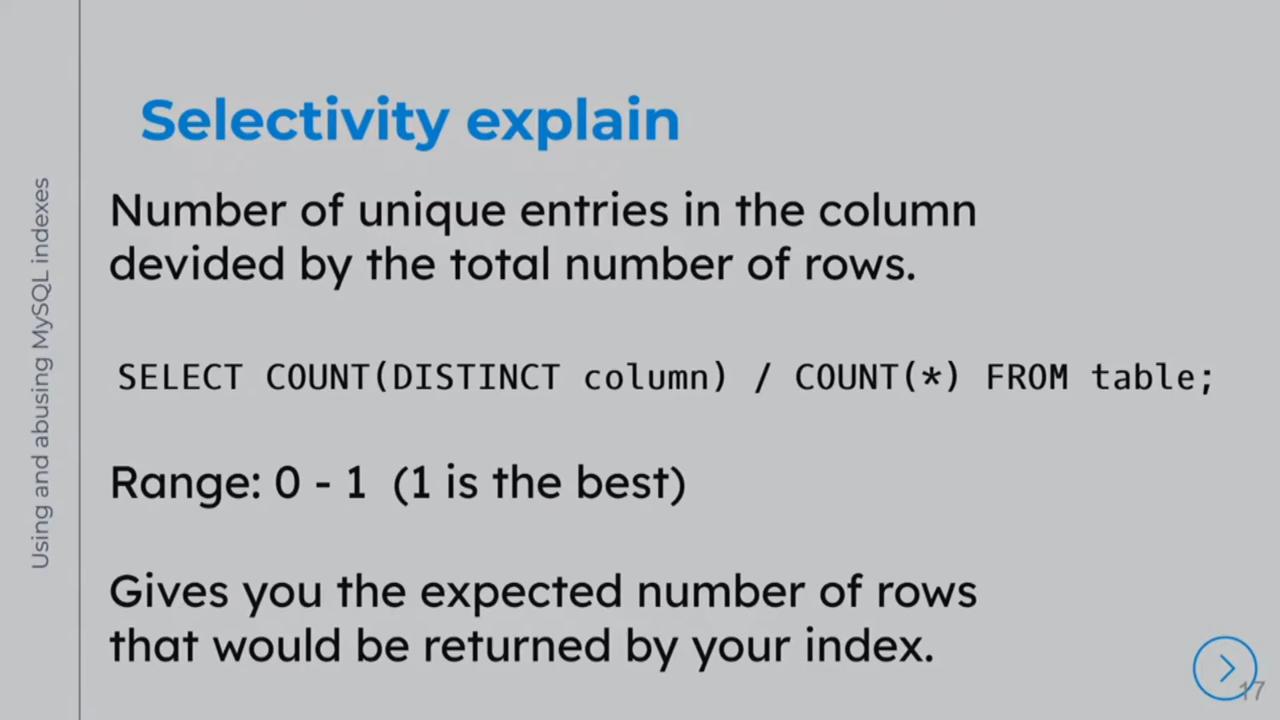 Using and abusing MySQL indexes
Selectivity explain
Number of unique entries in the column
devided by the total number of rows.
SELECT COUNT(DISTINCT column) / COUNT(*) FROM table;
Range: 0 - 1 (1 is the best)
Gives you the expected number of rows
that would be returned by your index.
17